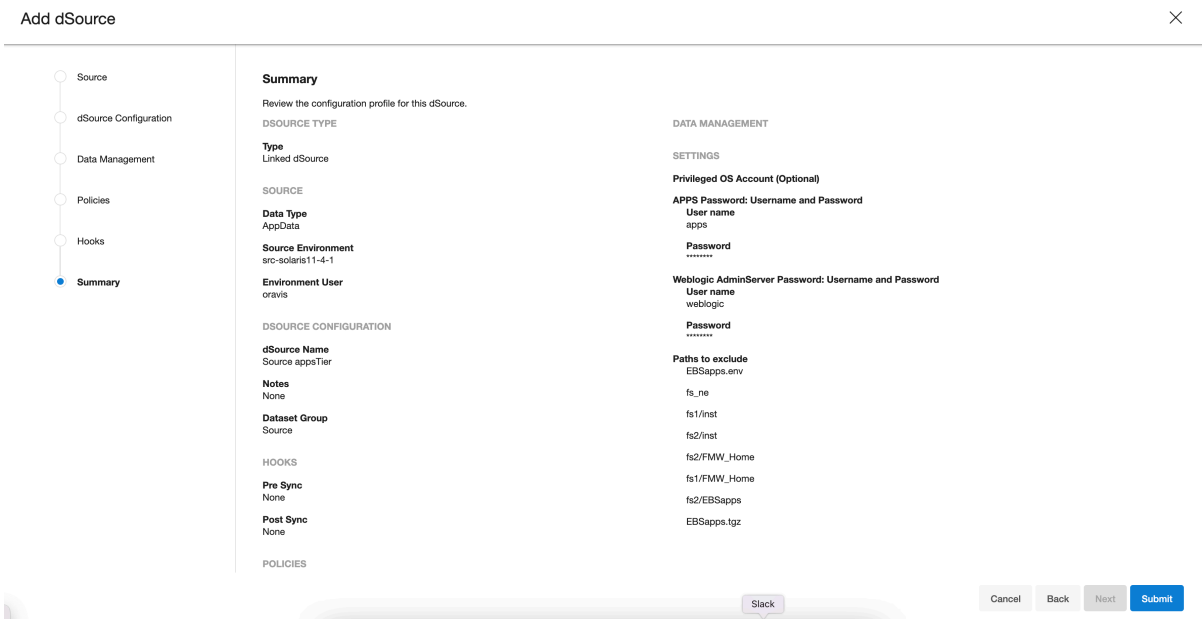 Add dSource
Source
dSource Configuration
Data Management
Policies
Hooks
Summary
Summary
Review the configuration profile for this dSource.
DSOURCE TYPE
Type
Linked dSource
SOURCE
Data Type
AppData
Source Environment
src-solaris11-4-1
Environment User
oravis
DSOURCE CONFIGURATION
dSource Name
Source appsTier
Notes
None
Dataset Group
Source
HOOKS
Pre Sync
None
Post Sync
None
POLICIES
DATA MANAGEMENT
SETTINGS
Privileged OS Account (Optional)
APPS Password: Username and Password
User name
apps
Password
********
Weblogic AdminServer Password: Username and Password
User name
weblogic
Password
********
Paths to exclude
EBSapps.env
fs_ne
fs1/inst
fs2/inst
fs2/FMW_Home
fs1/FMW_Home
fs2/EBSapps
EBSapps.tgz
Cancel
Back
Next
Submit
Slack